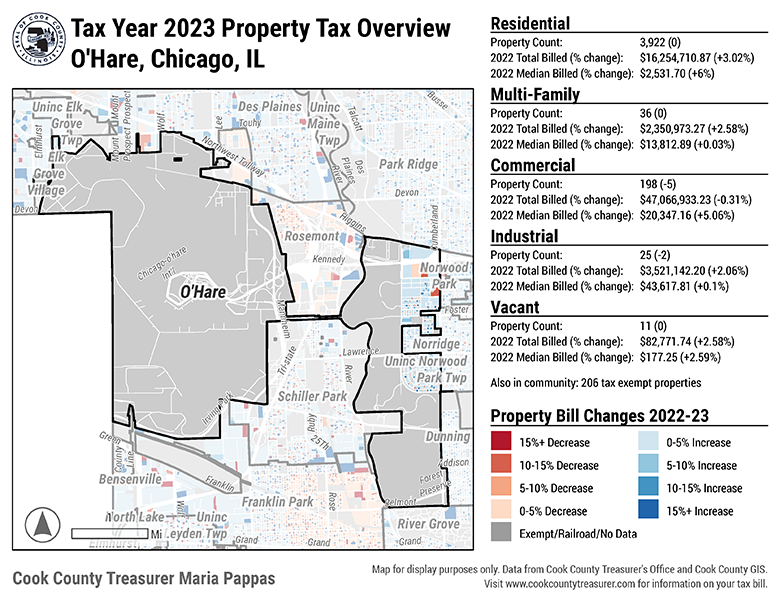 SEAL OF COOK COUNTY
ILLINOIS
Tax Year 2023 Property Tax Overview
O'Hare, Chicago, IL
Residential
Property Count: 3,922 (0)
2022 Total Billed (% change): $16,254,710.87 (+3.02%)
2022 Median Billed (% change): $2,531.70 (+6%)
Multi-Family
Property Count: 36 (0)
2022 Total Billed (% change): $2,350,973.27 (+2.58%)
2022 Median Billed (% change): $13,812.89 (+0.03%)
Commercial
Property Count: 198 (-5)
2022 Total Billed (% change): $47,066,933.23 (-0.31%)
2022 Median Billed (% change): $20,347.16 (+5.06%)
Industrial
Property Count: 25 (-2)
2022 Total Billed (% change): $3,521,142.20 (+2.06%)
2022 Median Billed (% change): $43,617.81 (+0.1%)
Vacant
Property Count: 11 (0)
2022 Total Billed (% change): $82,771.74 (+2.58%)
2022 Median Billed (% change): $177.25 (+2.59%)
Also in community: 206 tax exempt properties
Property Bill Changes 2022-23
15%+ Decrease
10-15% Decrease
5-10% Decrease
0-5% Decrease
0-5% Increase
5-10% Increase
10-15% Increase
15%+ Increase
Exempt/Railroad/No Data
Uninc Elk
Grove
Twp
Elmhurst
Mount
Prospect
Mount
Prospect
Wolf
Lee
Des Plaines
Touhy
Uninc
Maine
Twp
Talcott
Busse
Northwest Tollway
Des
Plaines
River
Park Ridge
Devon
Elk
Grove
Village
Devon
Higgins
Cumberland
Rosemont
Kennedy
Chicago-o'hare
Int'l
O'Hare
Norwood
Park
Foster
Mannheim
Norridge
Lawrence
Uninc Norwood
Park Twp
Tri-state
River
Schiller Park
Irving Park
Ruby
25Th
Dunning
Addison
Green
County
Line
Bensenville
Franklin
Forest
Preserve
Belmont
Franklin Park
Rose
North Lake
Wolf
Uninc
Leyden Twp
River Grove
Elmhurst
Grand
Grand
Grand
Mi
Cook County Treasurer Maria Pappas
Map for display purposes only. Data from Cook County Treasurer's Office and Cook County GIS.
Visit www.cookcountytreasurer.com for information on your tax bill.